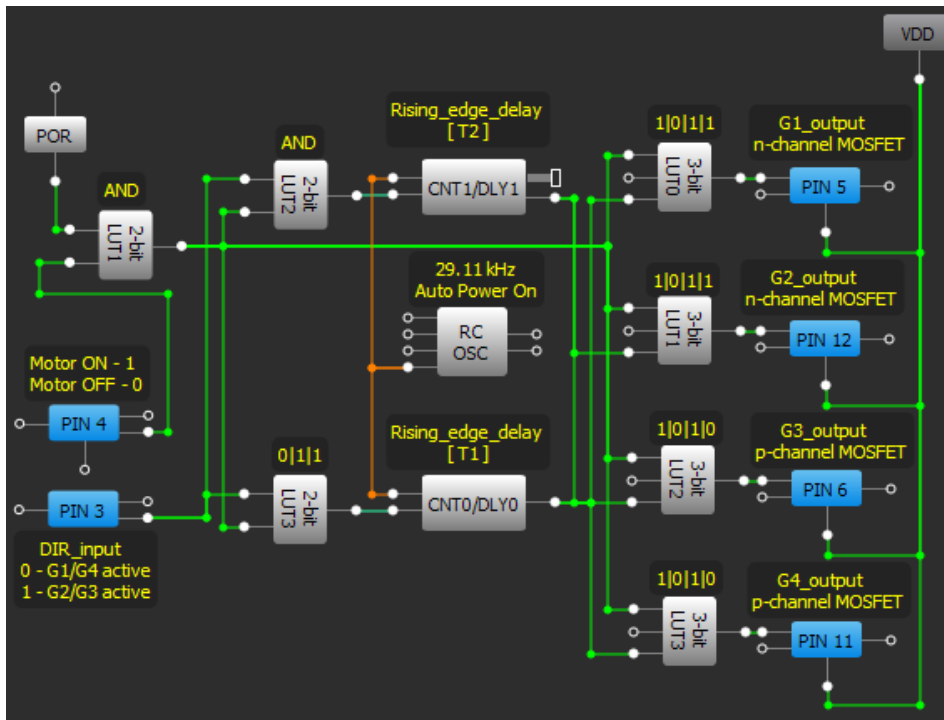 VDD
POR
AND
2-bit
LUT1
AND
2-bit
LUT2
Rising_edge_delay
[T2]
CNT1/DLY1
1|0|1|1
3-bit
LUT0
G1_output
n-channel MOSFET
PIN 5
29.11 kHz
Auto Power On
RC
OSC
1|0|1|1
3-bit
LUT1
G2_output
n-channel MOSFET
PIN 12
Motor ON - 1
Motor OFF - 0
PIN 4
PIN 3
DIR_input
0 - G1/G4 active
1 - G2/G3 active
0|1|1
2-bit
LUT3
Rising_edge_delay
[T1]
CNT0/DLY0
1|0|1|0
3-bit
LUT2
G3_output
p-channel MOSFET
PIN 6
1|0|1|0
3-bit
LUT3
G4_output
p-channel MOSFET
PIN 11